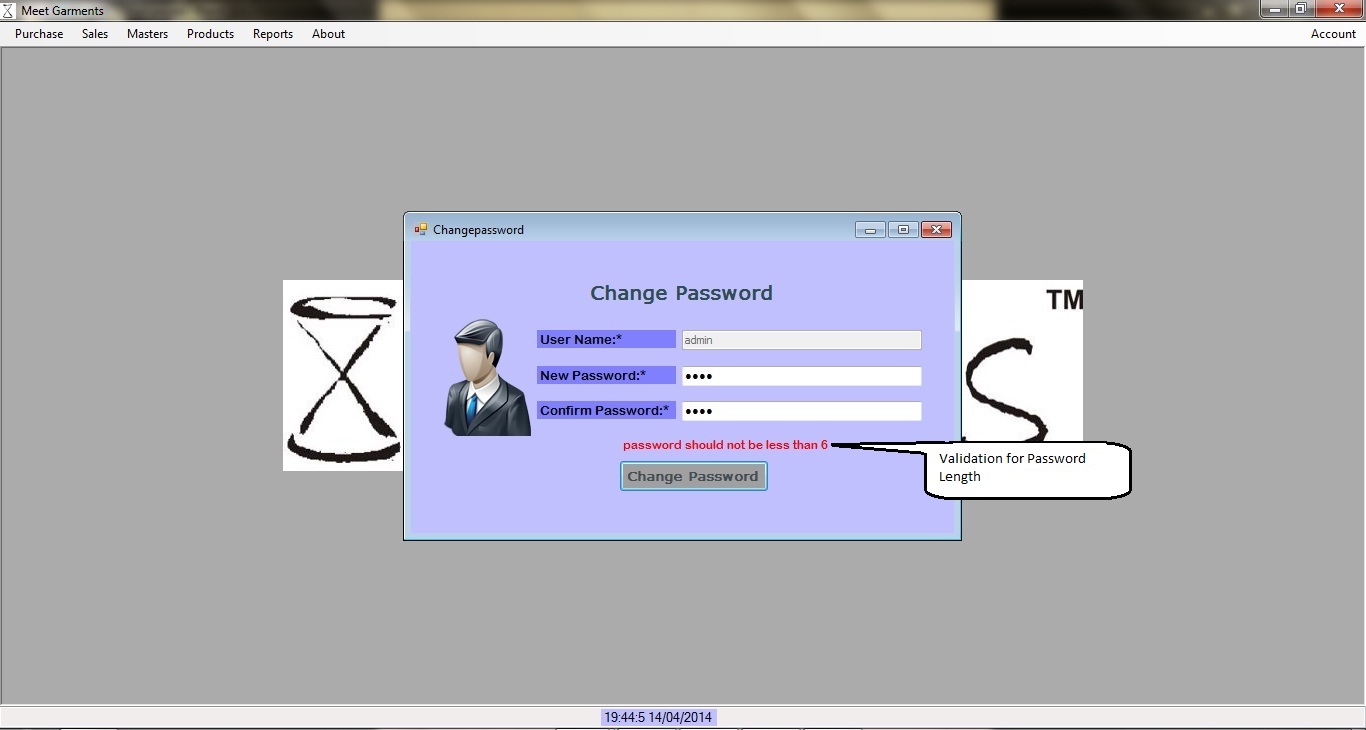 Meet Garments
Purchase Sales Masters Products Reports About Account
Changepassword
TM
Change Password
User Name:* admin
New Password:* ••••
Confirm Password:* ••••
S
password should not be less than 6
Validation for Password
Length
Change Password
19:44:5 14/04/2014